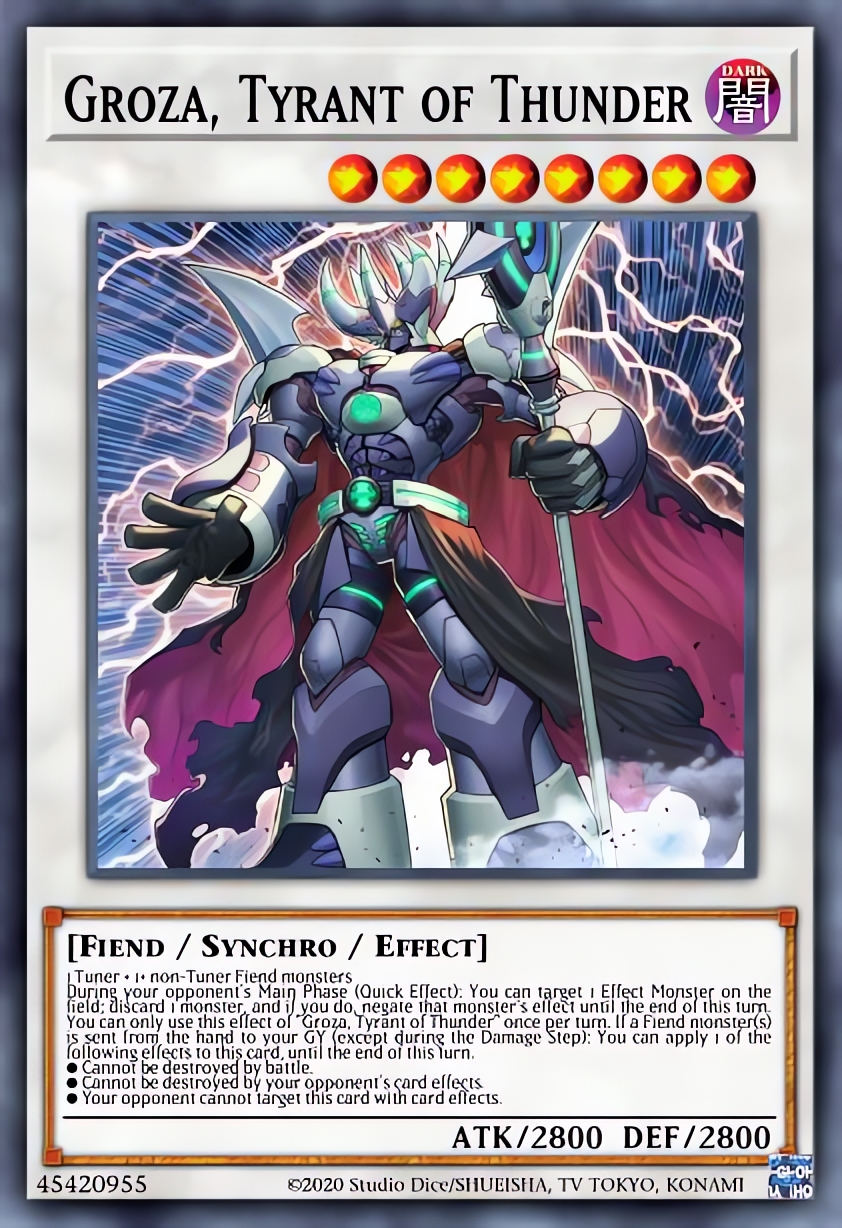 Groza, Tyrant of Thunder
DARK
闇
[Fiend / Synchro / Effect]
1 Tuner + 1+ non-Tuner Fiend monsters
During your opponent's Main Phase (Quick Effect): You can target 1 Effect Monster on the
field; discard 1 monster, and if you do, negate that monster's effect until the end of this turn.
You can only use this effect of "Groza, Tyrant of Thunder" once per turn. If a Fiend monster(s)
is sent from the hand to your GY (except during the Damage Step): You can apply 1 of the
following effects to this card, until the end of this turn.
● Cannot be destroyed by battle.
● Cannot be destroyed by your opponent's card effects.
● Your opponent cannot target this card with card effects.
ATK/2800 DEF/2800
45420955
©2020 Studio Dice/SHUEISHA, TV TOKYO, KONAMI